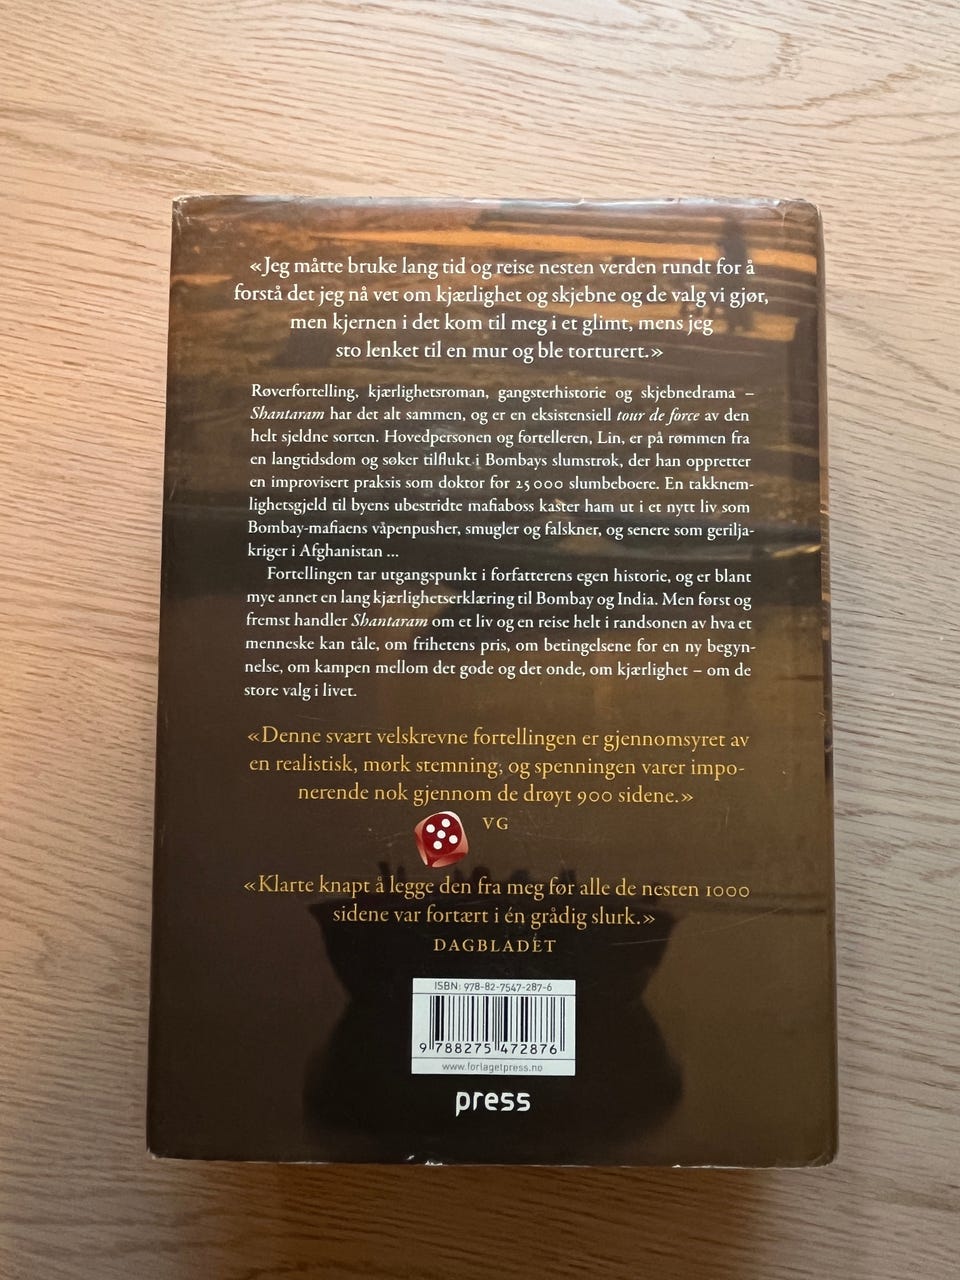 «Jeg måtte bruke lang tid og reise nesten verden rundt for å
forstå det jeg nå vet om kjærlighet og skjebne og de valg vi gjør,
men kjernen i det kom til meg i et glimt, mens jeg
sto lenket til en mur og ble torturert.»
Røverfortelling, kjærlighetsroman, gangsterhistorie og skjebnedrama –
Shantaram har det alt sammen, og er en eksistensiell tour de force av den
helt sjeldne sorten. Hovedpersonen og fortelleren, Lin, er på rømmen fra
en langtidsdom og søker tilflukt i Bombays slumstrøk, der han oppretter
en improvisert praksis som doktor for 25 000 slumbeboere. En takknem-
lighetsgjeld til byens ubestridte mafiaboss kaster ham ut i et nytt liv som
Bombay-mafiaens våpenpusher, smugler og falskner, og senere som gerilja-
kriger i Afghanistan ...
Fortellingen tar utgangspunkt i forfatterens egen historie, og er blant
mye annet en lang kjærlighetserklæring til Bombay og India. Men først og
fremst handler Shantaram om et liv og en reise helt i randsonen av hva et
menneske kan tåle, om frihetens pris, om betingelsene for en ny begyn-
nelse, om kampen mellom det gode og det onde, om kjærlighet – om de
store valg i livet.
«Denne svært velskrevne fortellingen er gjennomsyret av
en realistisk, mørk stemning, og spenningen varer impo-
nerende nok gjennom de drøyt 900 sidene.»
VG
«Klarte knapt å legge den fra meg før alle de nesten 1000
sidene var fortært i én grådig slurk.»
DAGBLADET
ISBN: 978-82-7547-287-6
9 788275 472876
www.forlagetpress.no
press